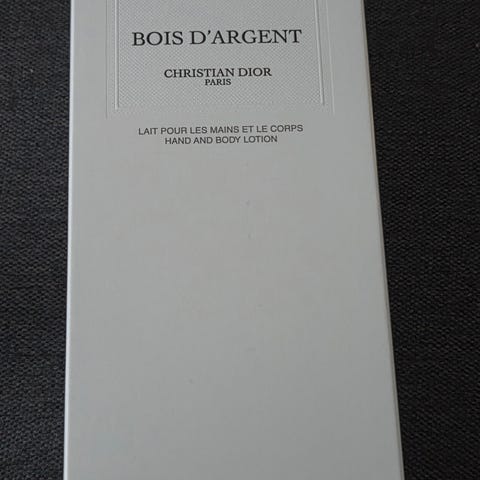 BOIS D'ARGENT
CHRISTIAN DIOR
PARIS
LAIT POUR LES MAINS ET LE CORPS
HAND AND BODY LOTION